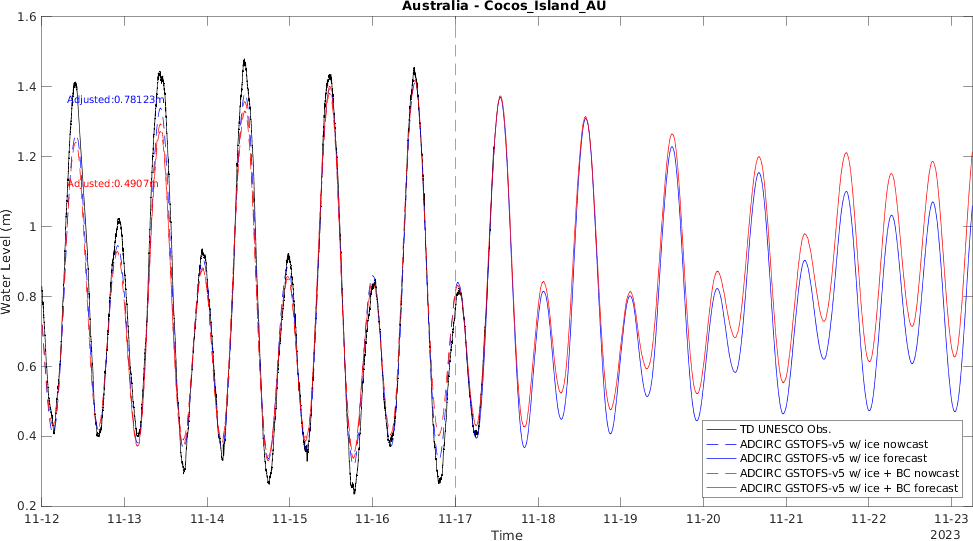 Australia - Cocos_Island_AU
1.6
1.4
1.2
1
0.8
0.6
0.4
0.2
Water Level (m)
Adjusted:0.78123m
Adjusted:0.4907m
TD UNESCO Obs.
ADCIRC GSTOFS-v5 w/ ice nowcast
ADCIRC GSTOFS-v5 w/ ice forecast
ADCIRC GSTOFS-v5 w/ ice + BC nowcast
ADCIRC GSTOFS-v5 w/ ice + BC forecast
11-12 11-13 11-14 11-15 11-16 11-17 11-18 11-19 11-20 11-21 11-22 11-23
Time
2023